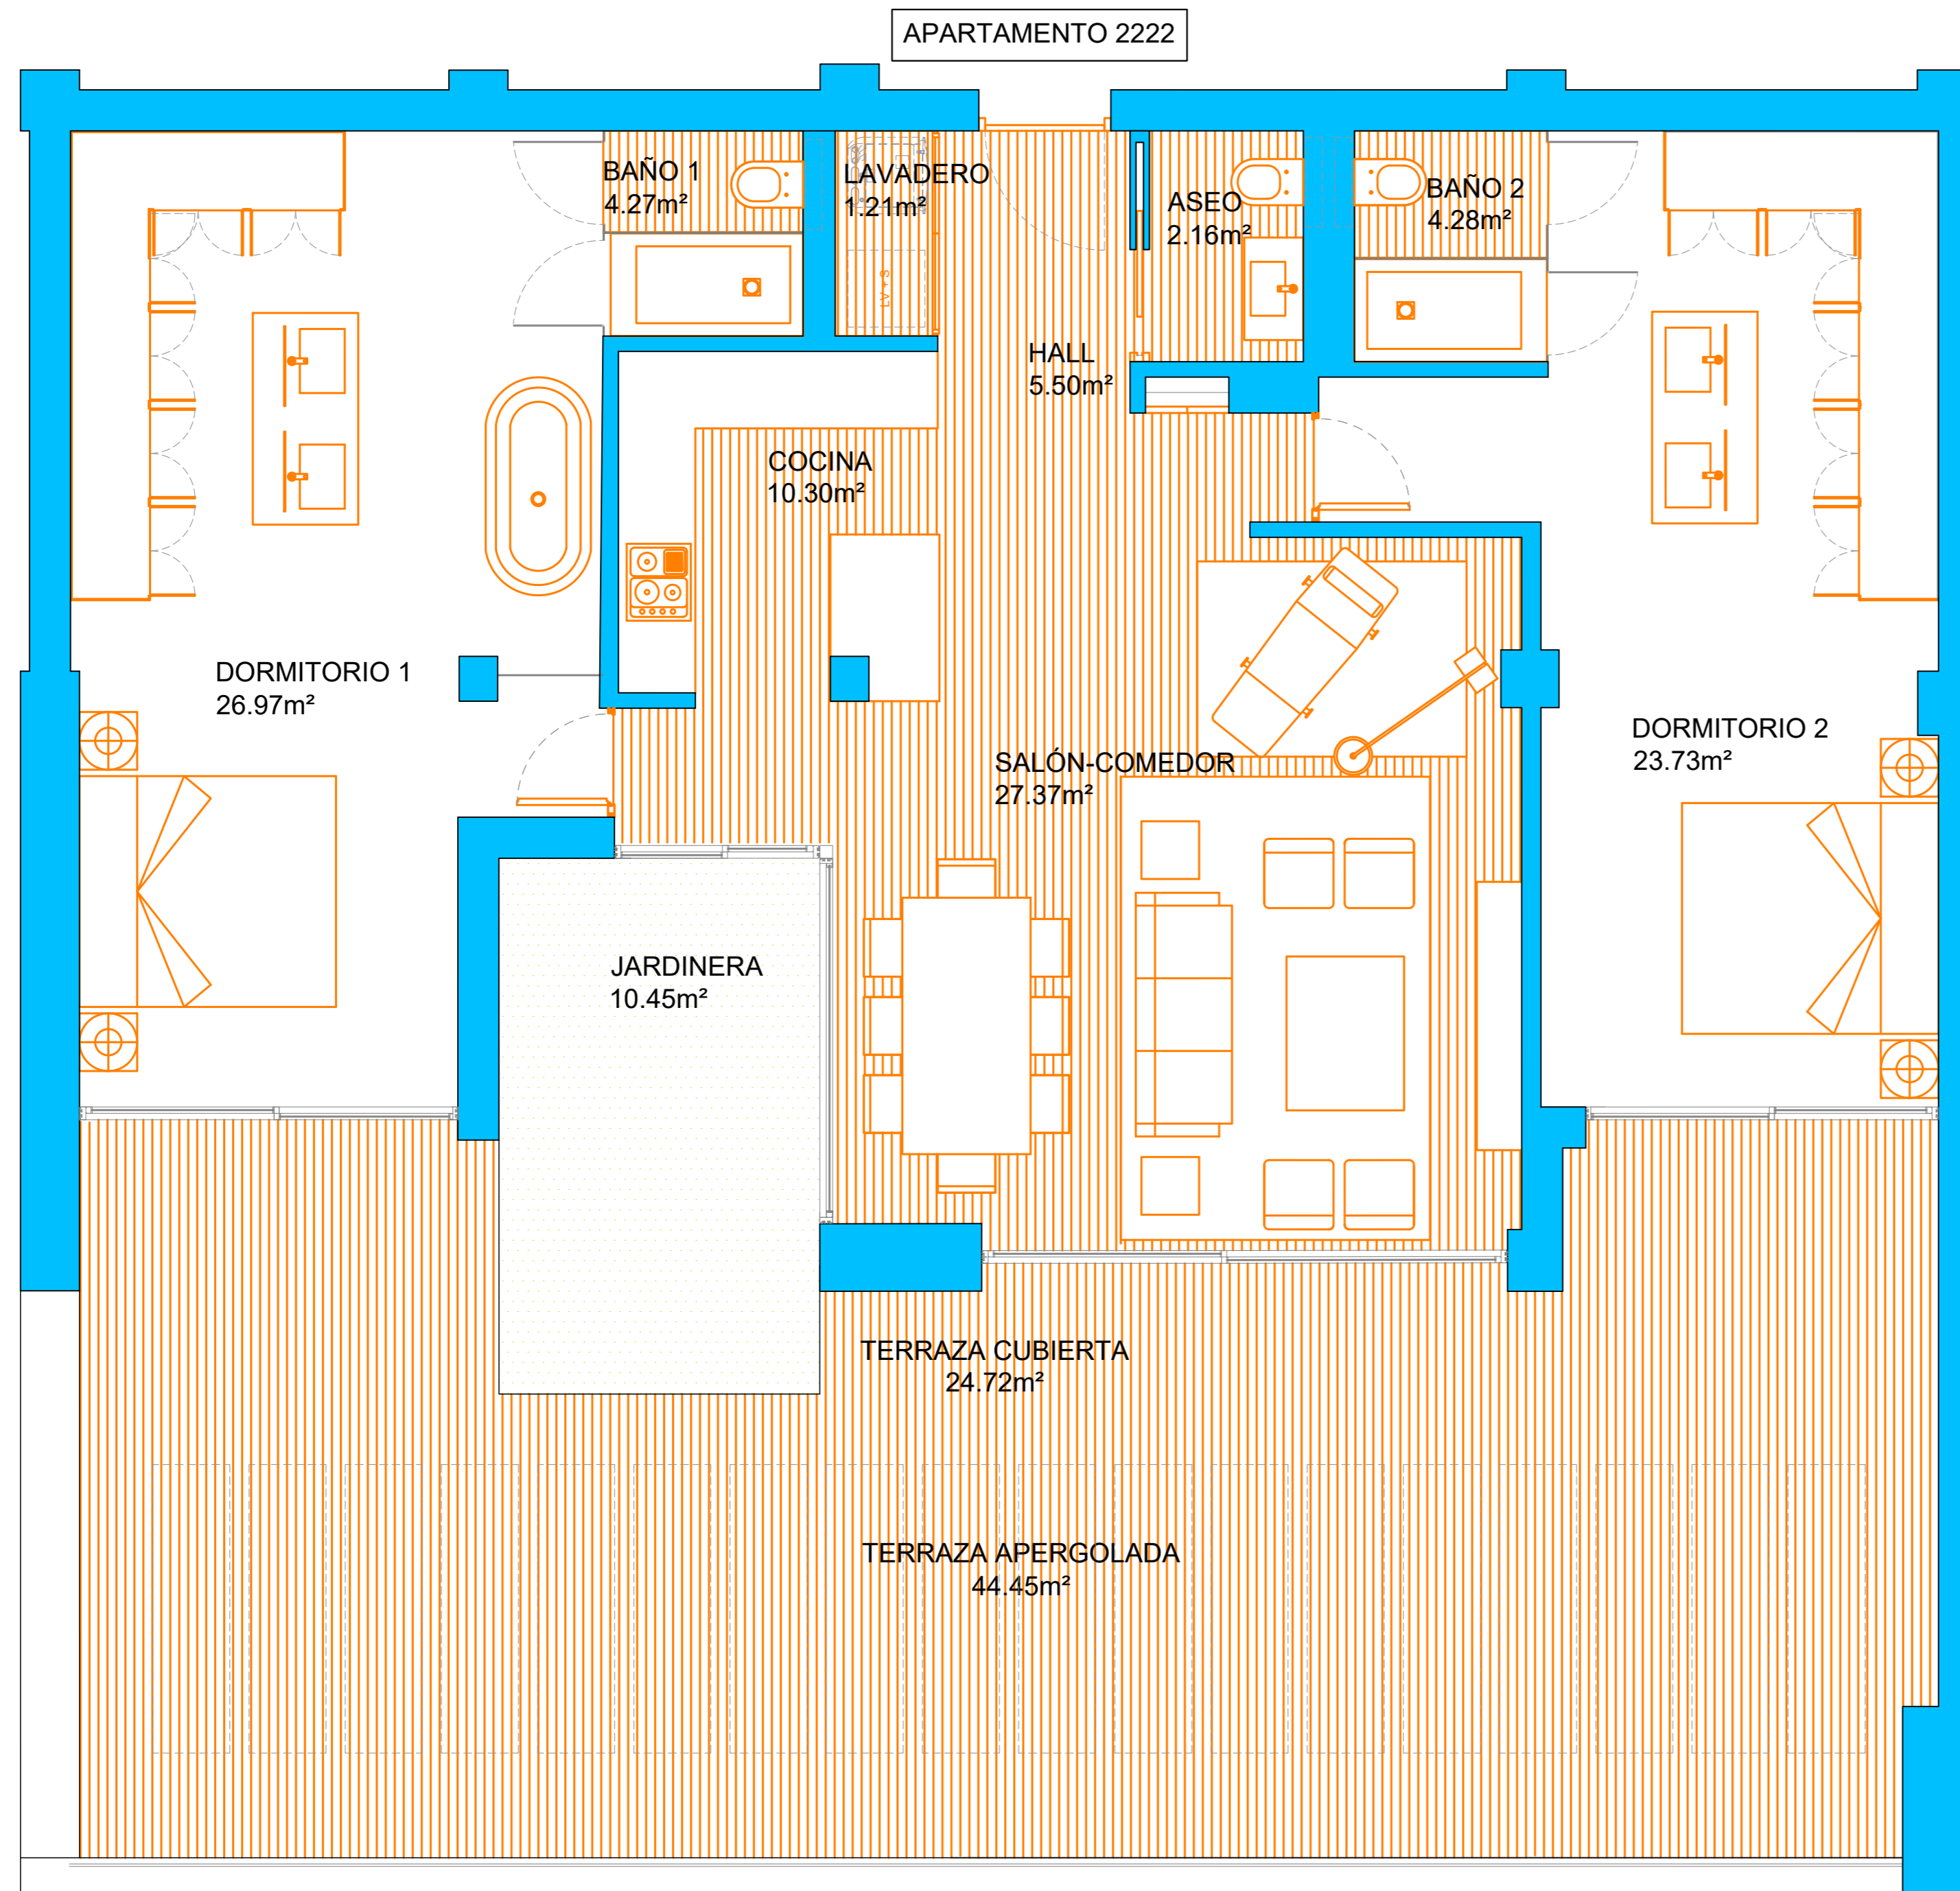 APARTAMENTO 2222
BAÑO 1
4.27m²
LAVADERO
1.21m²
LV +S
ASEO
2.16m²
BAÑO 2
4.28m²
HALL
5.50m²
COCINA
10.30m²
DORMITORIO 1
26.97m²
SALÓN-COMEDOR
27.37m²
DORMITORIO 2
23.73m²
JARDINERA
10.45m²
TERRAZA CUBIERTA
24.72m²
TERRAZA APERGOLADA
44.45m²